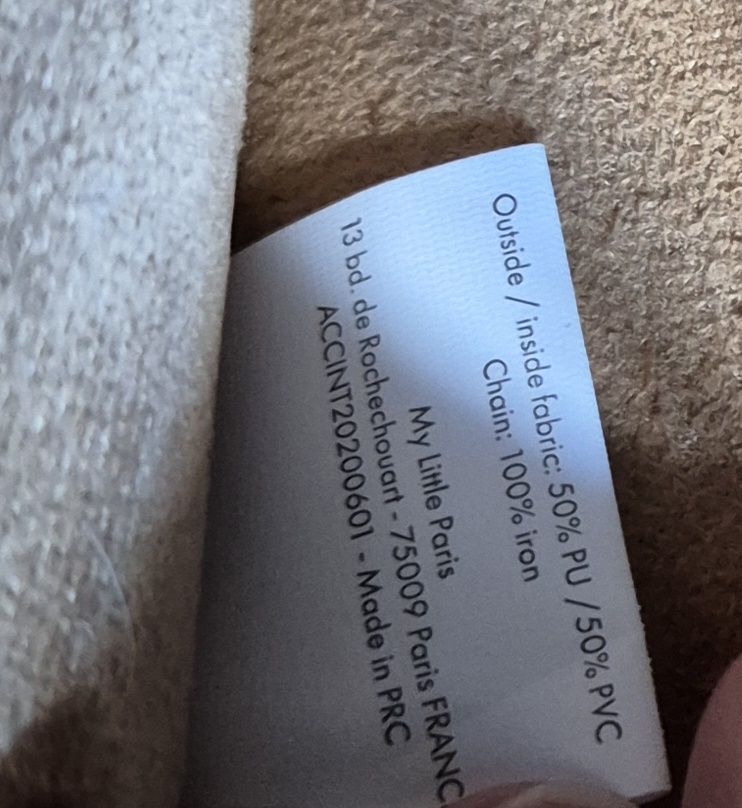 Outside / inside fabric: 50% PU / 50% PVC
Chain: 100% iron
My Little Paris
13 bd. de Rochechouart - 75009 Paris FRANC
ACCINT20200601 - Made in PRC